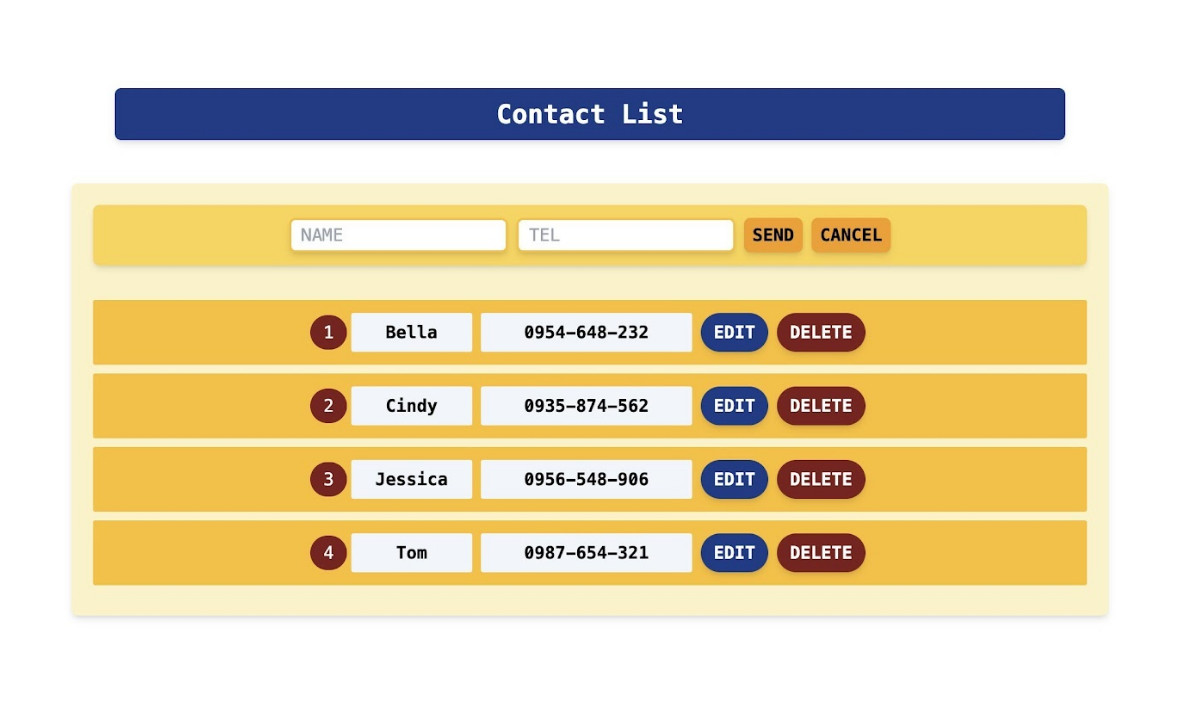 Contact List
NAME TEL SEND CANCEL
1 Bella 0954-648-232 EDIT DELETE
2 Cindy 0935-874-562 EDIT DELETE
3 Jessica 0956-548-906 EDIT DELETE
4 Tom 0987-654-321 EDIT DELETE